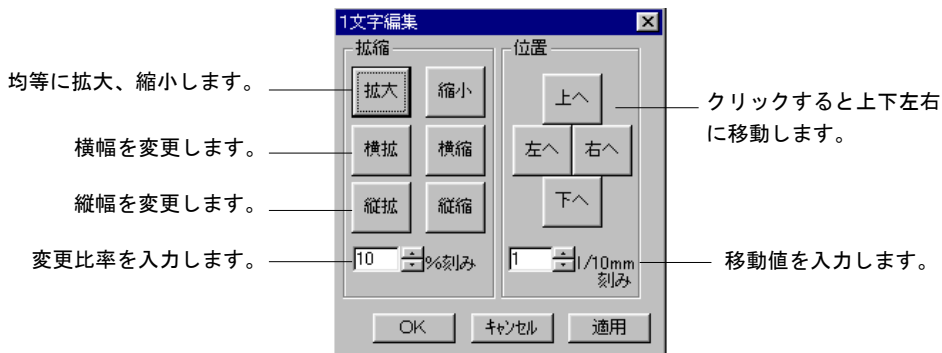 1文字編集
拡縮
位置
均等に拡大、縮小します。
拡大
縮小
上へ
クリックすると上下左右
に移動します。
横幅を変更します。
横拡
横縮
左へ
右へ
縦幅を変更します。
縦拡
縦縮
下へ
変更比率を入力します。
10
%刻み
1
1/10mm
刻み
移動値を入力します。
OK
キャンセル
適用